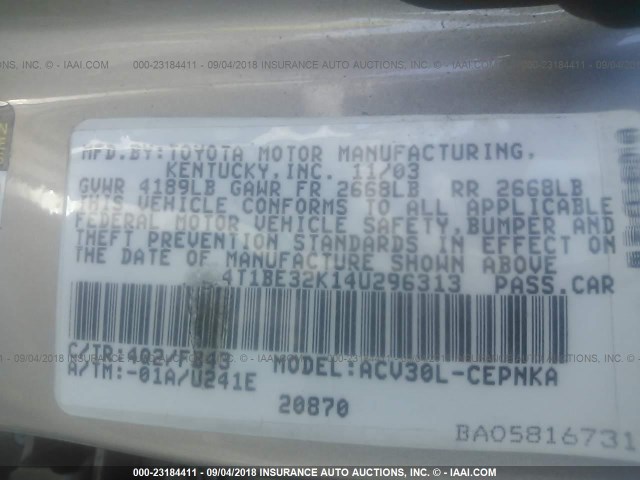 000-23184411 - 09/04/2018 INSURANCE AUTO AUCTIONS, INC. © - IAAI.COM
MFD.BY:TOYOTA MOTOR MANUFACTURING,
KENTUCKY,INC. 11/03
GVWR 4189LB GAWR FR 2668LB RR 2668LB
THIS VEHICLE CONFORMS TO ALL APPLICABLE
FEDERAL MOTOR VEHICLE SAFETY,BUMPER AND
THEFT PREVENTION STANDARDS IN EFFECT ON
THE DATE OF MANUFACTURE SHOWN ABOVE
4T1BE32K14U296313 PASS.CAR
C/TR:4Q2/
MODEL:ACV30L-CEPNKA
A/TM:-01A/U241E
20870
BA05816731
000-23184411 - 09/04/2018 INSURANCE AUTO AUCTIONS, INC. © - IAAI.COM